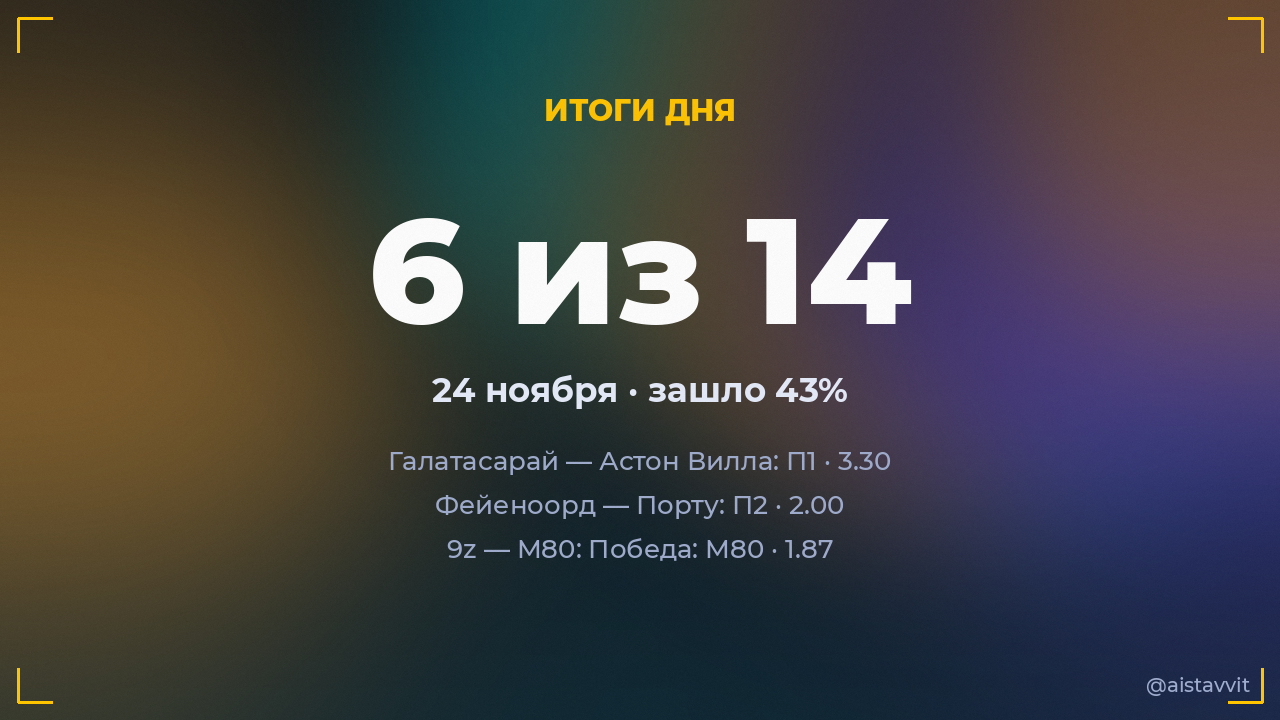 ИТОГИ ДНЯ
6 из 14
24 ноября · зашло 43%
Галатасарай — Астон Вилла: П1 · 3.30
Фейеноорд — Порту: П2 · 2.00
9z — M80: Победа: M80 · 1.87
@aistavvit